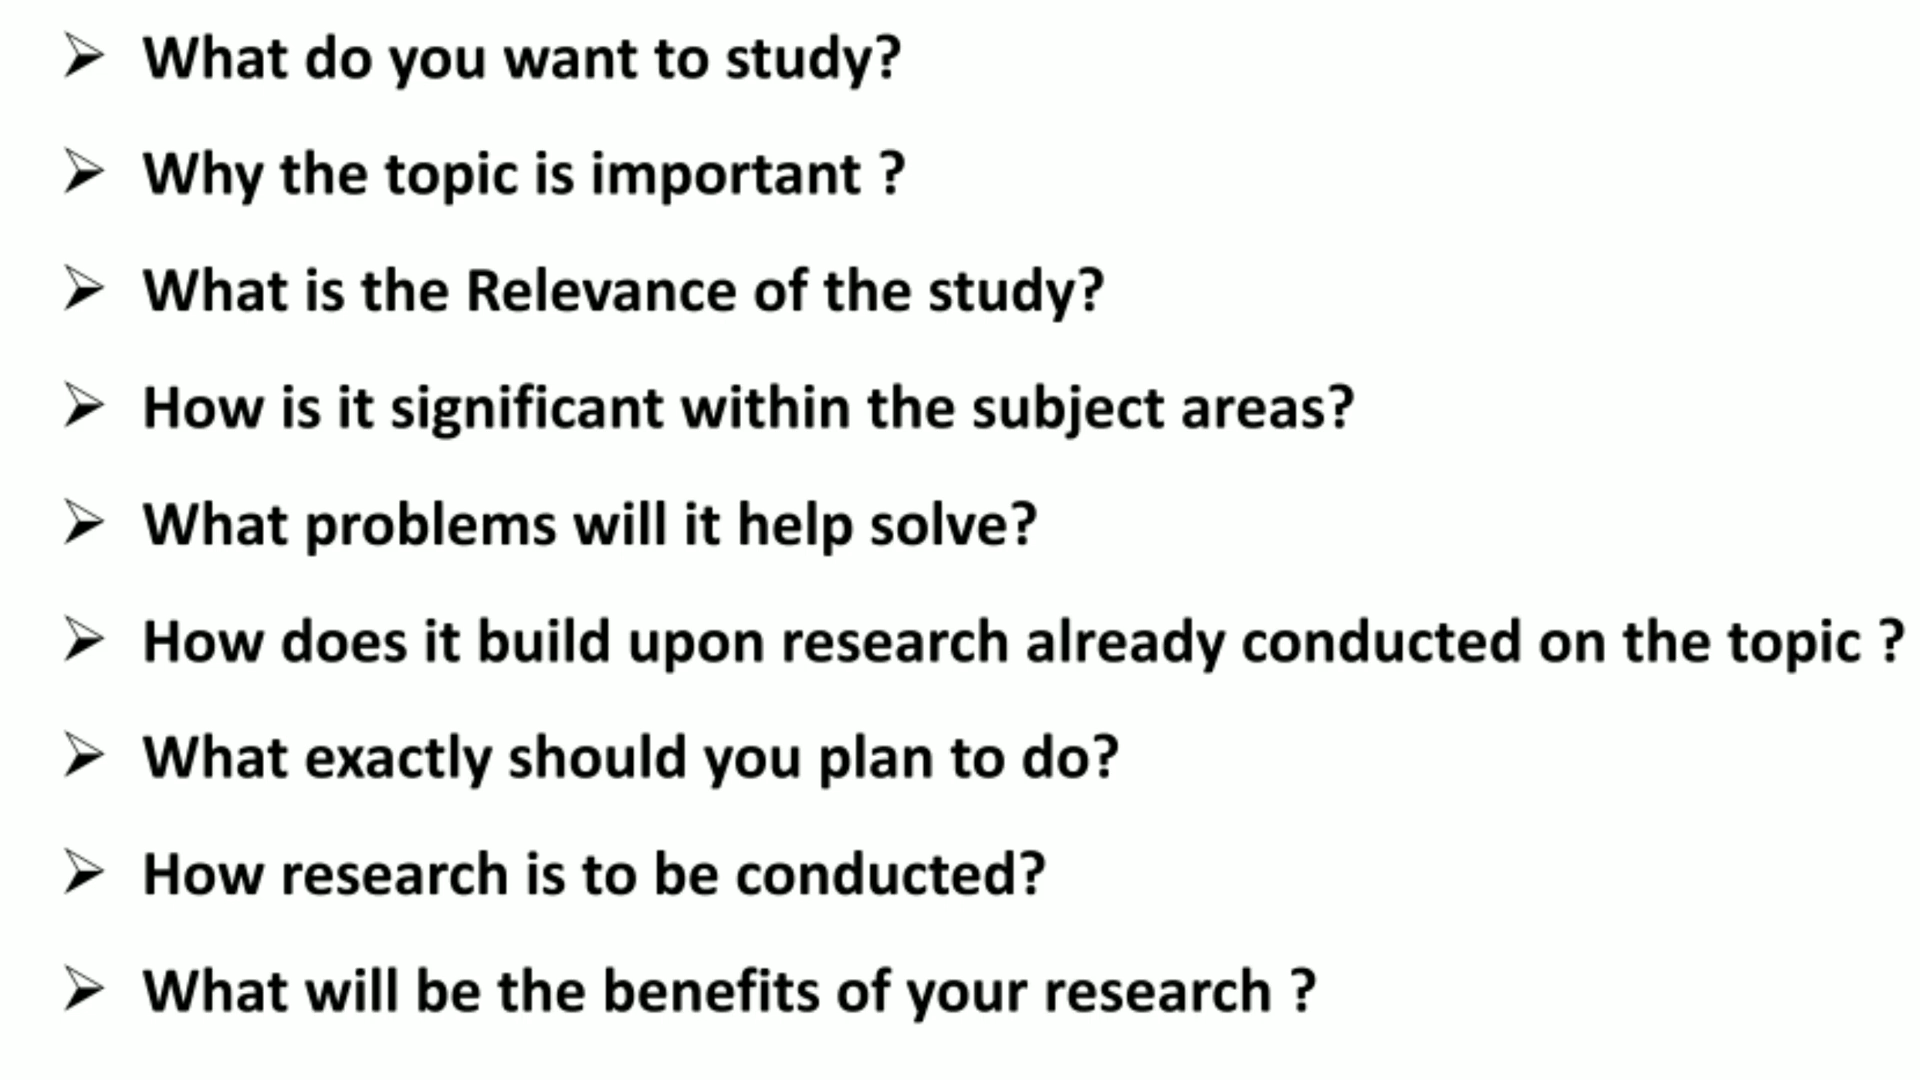 ➢ What do you want to study?
➢ Why the topic is important ?
➢ What is the Relevance of the study?
➢ How is it significant within the subject areas?
➢ What problems will it help solve?
➢ How does it build upon research already conducted on the topic ?
➢ What exactly should you plan to do?
➢ How research is to be conducted?
➢ What will be the benefits of your research ?